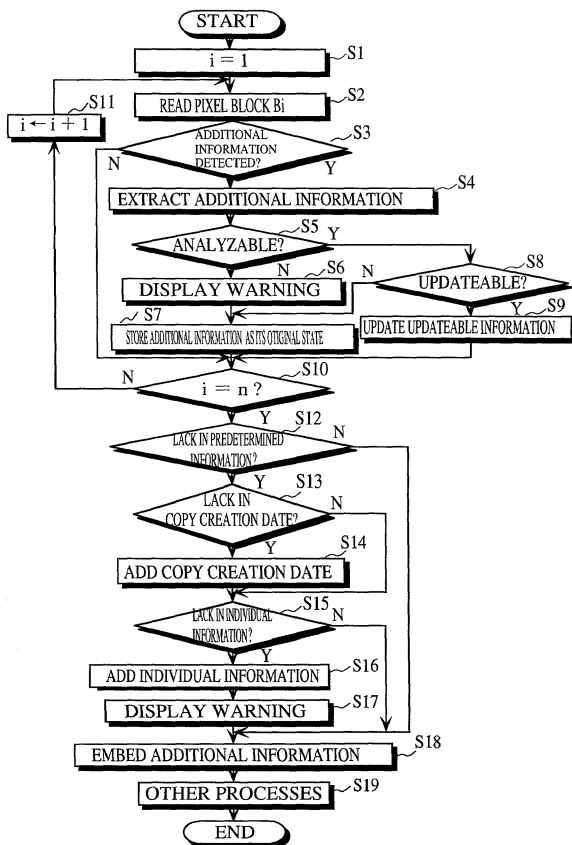 START
i = 1
S1
READ PIXEL BLOCK Bi
S2
S11
i ← i + 1
ADDITIONAL
INFORMATION
DETECTED?
S3
N
Y
EXTRACT ADDITIONAL INFORMATION
S4
ANALYZABLE?
S5
Y
N
DISPLAY WARNING
S6
UPDATEABLE?
S8
N
Y
S7
STORE ADDITIONAL INFORMATION AS ITS OTIGINAL STATE
UPDATE UPDATEABLE INFORMATION
S9
i = n ?
S10
N
Y
LACK IN PREDETERMINED
INFORMATION?
S12
N
Y
LACK IN
COPY CREATION DATE?
S13
N
Y
ADD COPY CREATION DATE
S14
LACK IN INDIVIDUAL
INFORMATION?
S15
N
Y
ADD INDIVIDUAL INFORMATION
S16
DISPLAY WARNING
S17
EMBED ADDITIONAL INFORMATION
S18
OTHER PROCESSES
S19
END